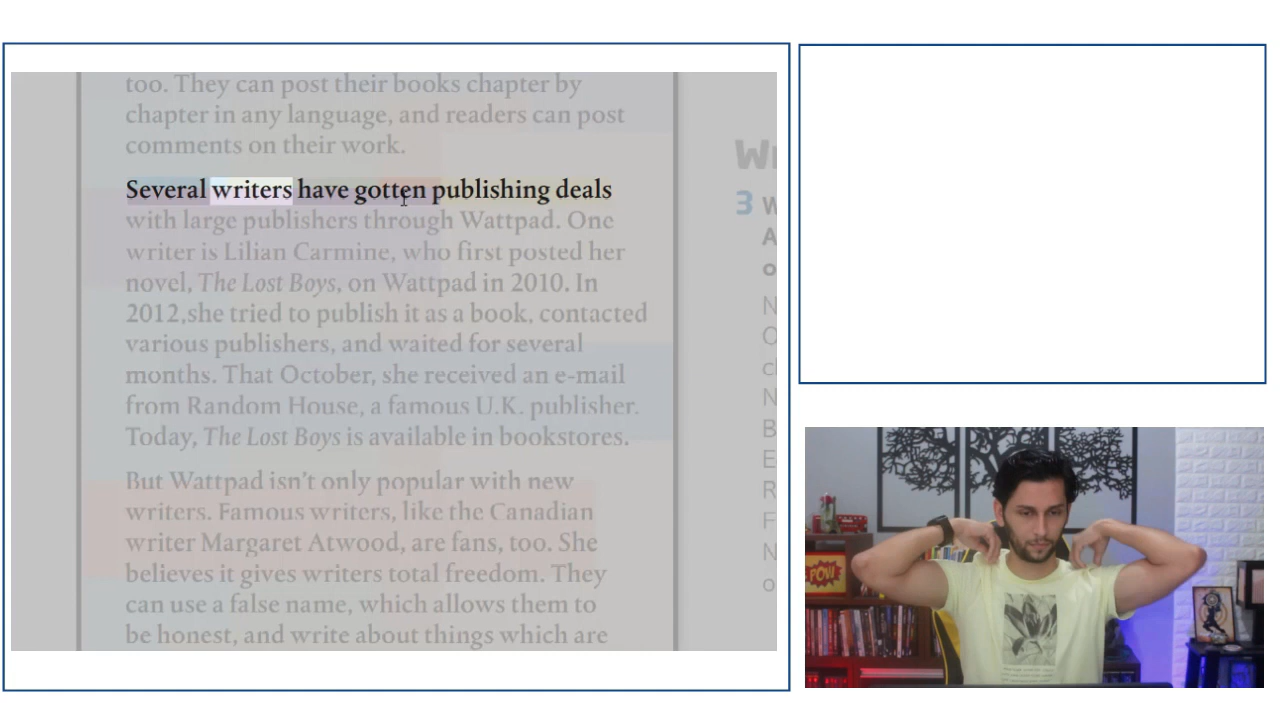 too. They can post their books chapter by
chapter in any language, and readers can post
comments on their work.
Several writers have gotten publishing deals
with large publishers through Wattpad. One
writer is Lilian Carmine, who first posted her
novel, The Lost Boys, on Wattpad in 2010. In
2012,she tried to publish it as a book, contacted
various publishers, and waited for several
months. That October, she received an e-mail
from Random House, a famous U.K. publisher.
Today, The Lost Boys is available in bookstores.
But Wattpad isn't only popular with new
writers. Famous writers, like the Canadian
writer Margaret Atwood, are fans, too. She
believes it gives writers total freedom. They
can use a false name, which allows them to
be honest, and write about things which are
3
POW!